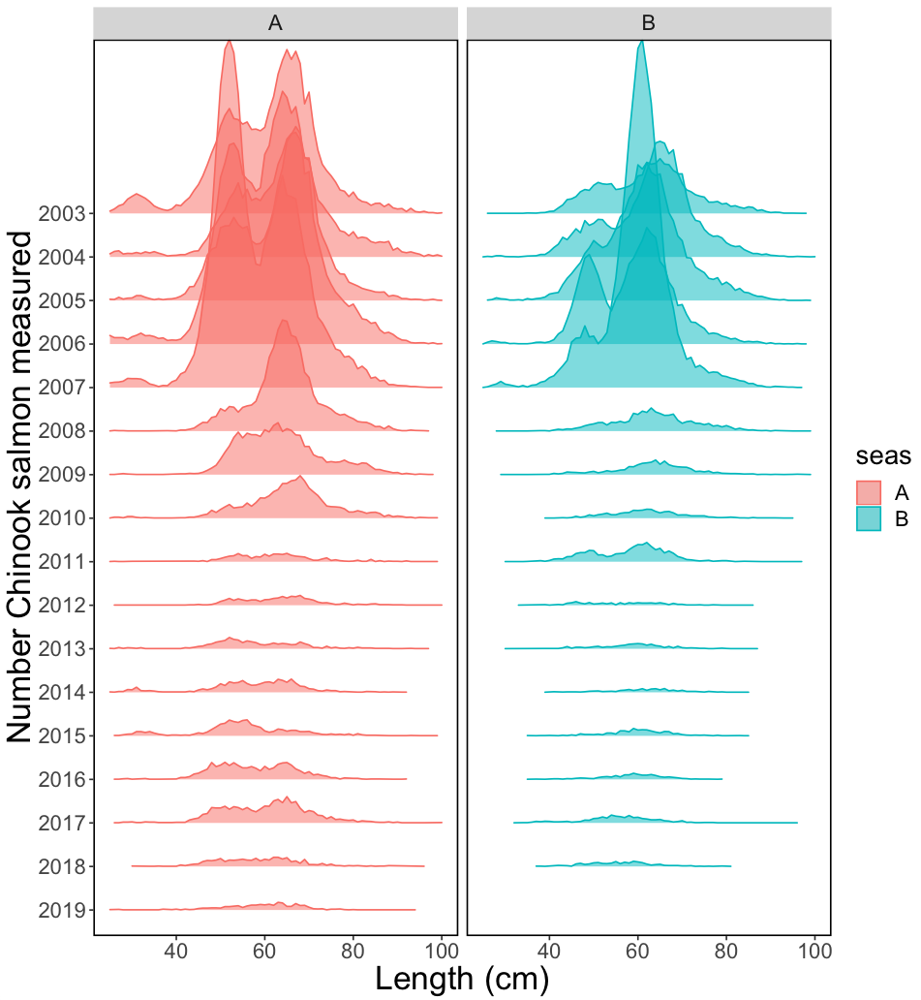 A
B
Number Chinook salmon measured
2003
2004
2005
2006
2007
2008
2009
2010
2011
2012
2013
2014
2015
2016
2017
2018
2019
40 60 80 100
40 60 80 100
Length (cm)
seas
A
B